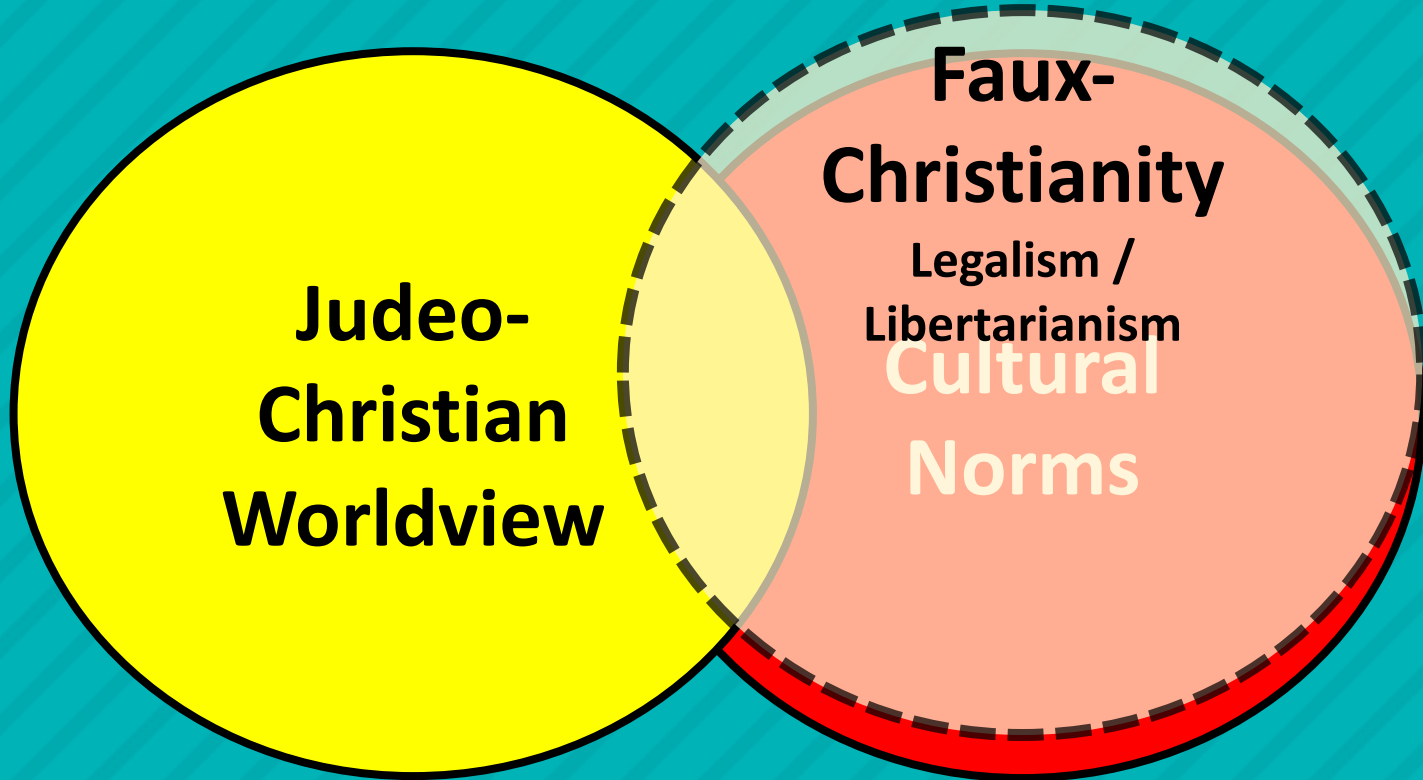 Judeo-
Christian
Worldview
Faux-
Christianity
Legalism /
Libertarianism
Cultural
Norms